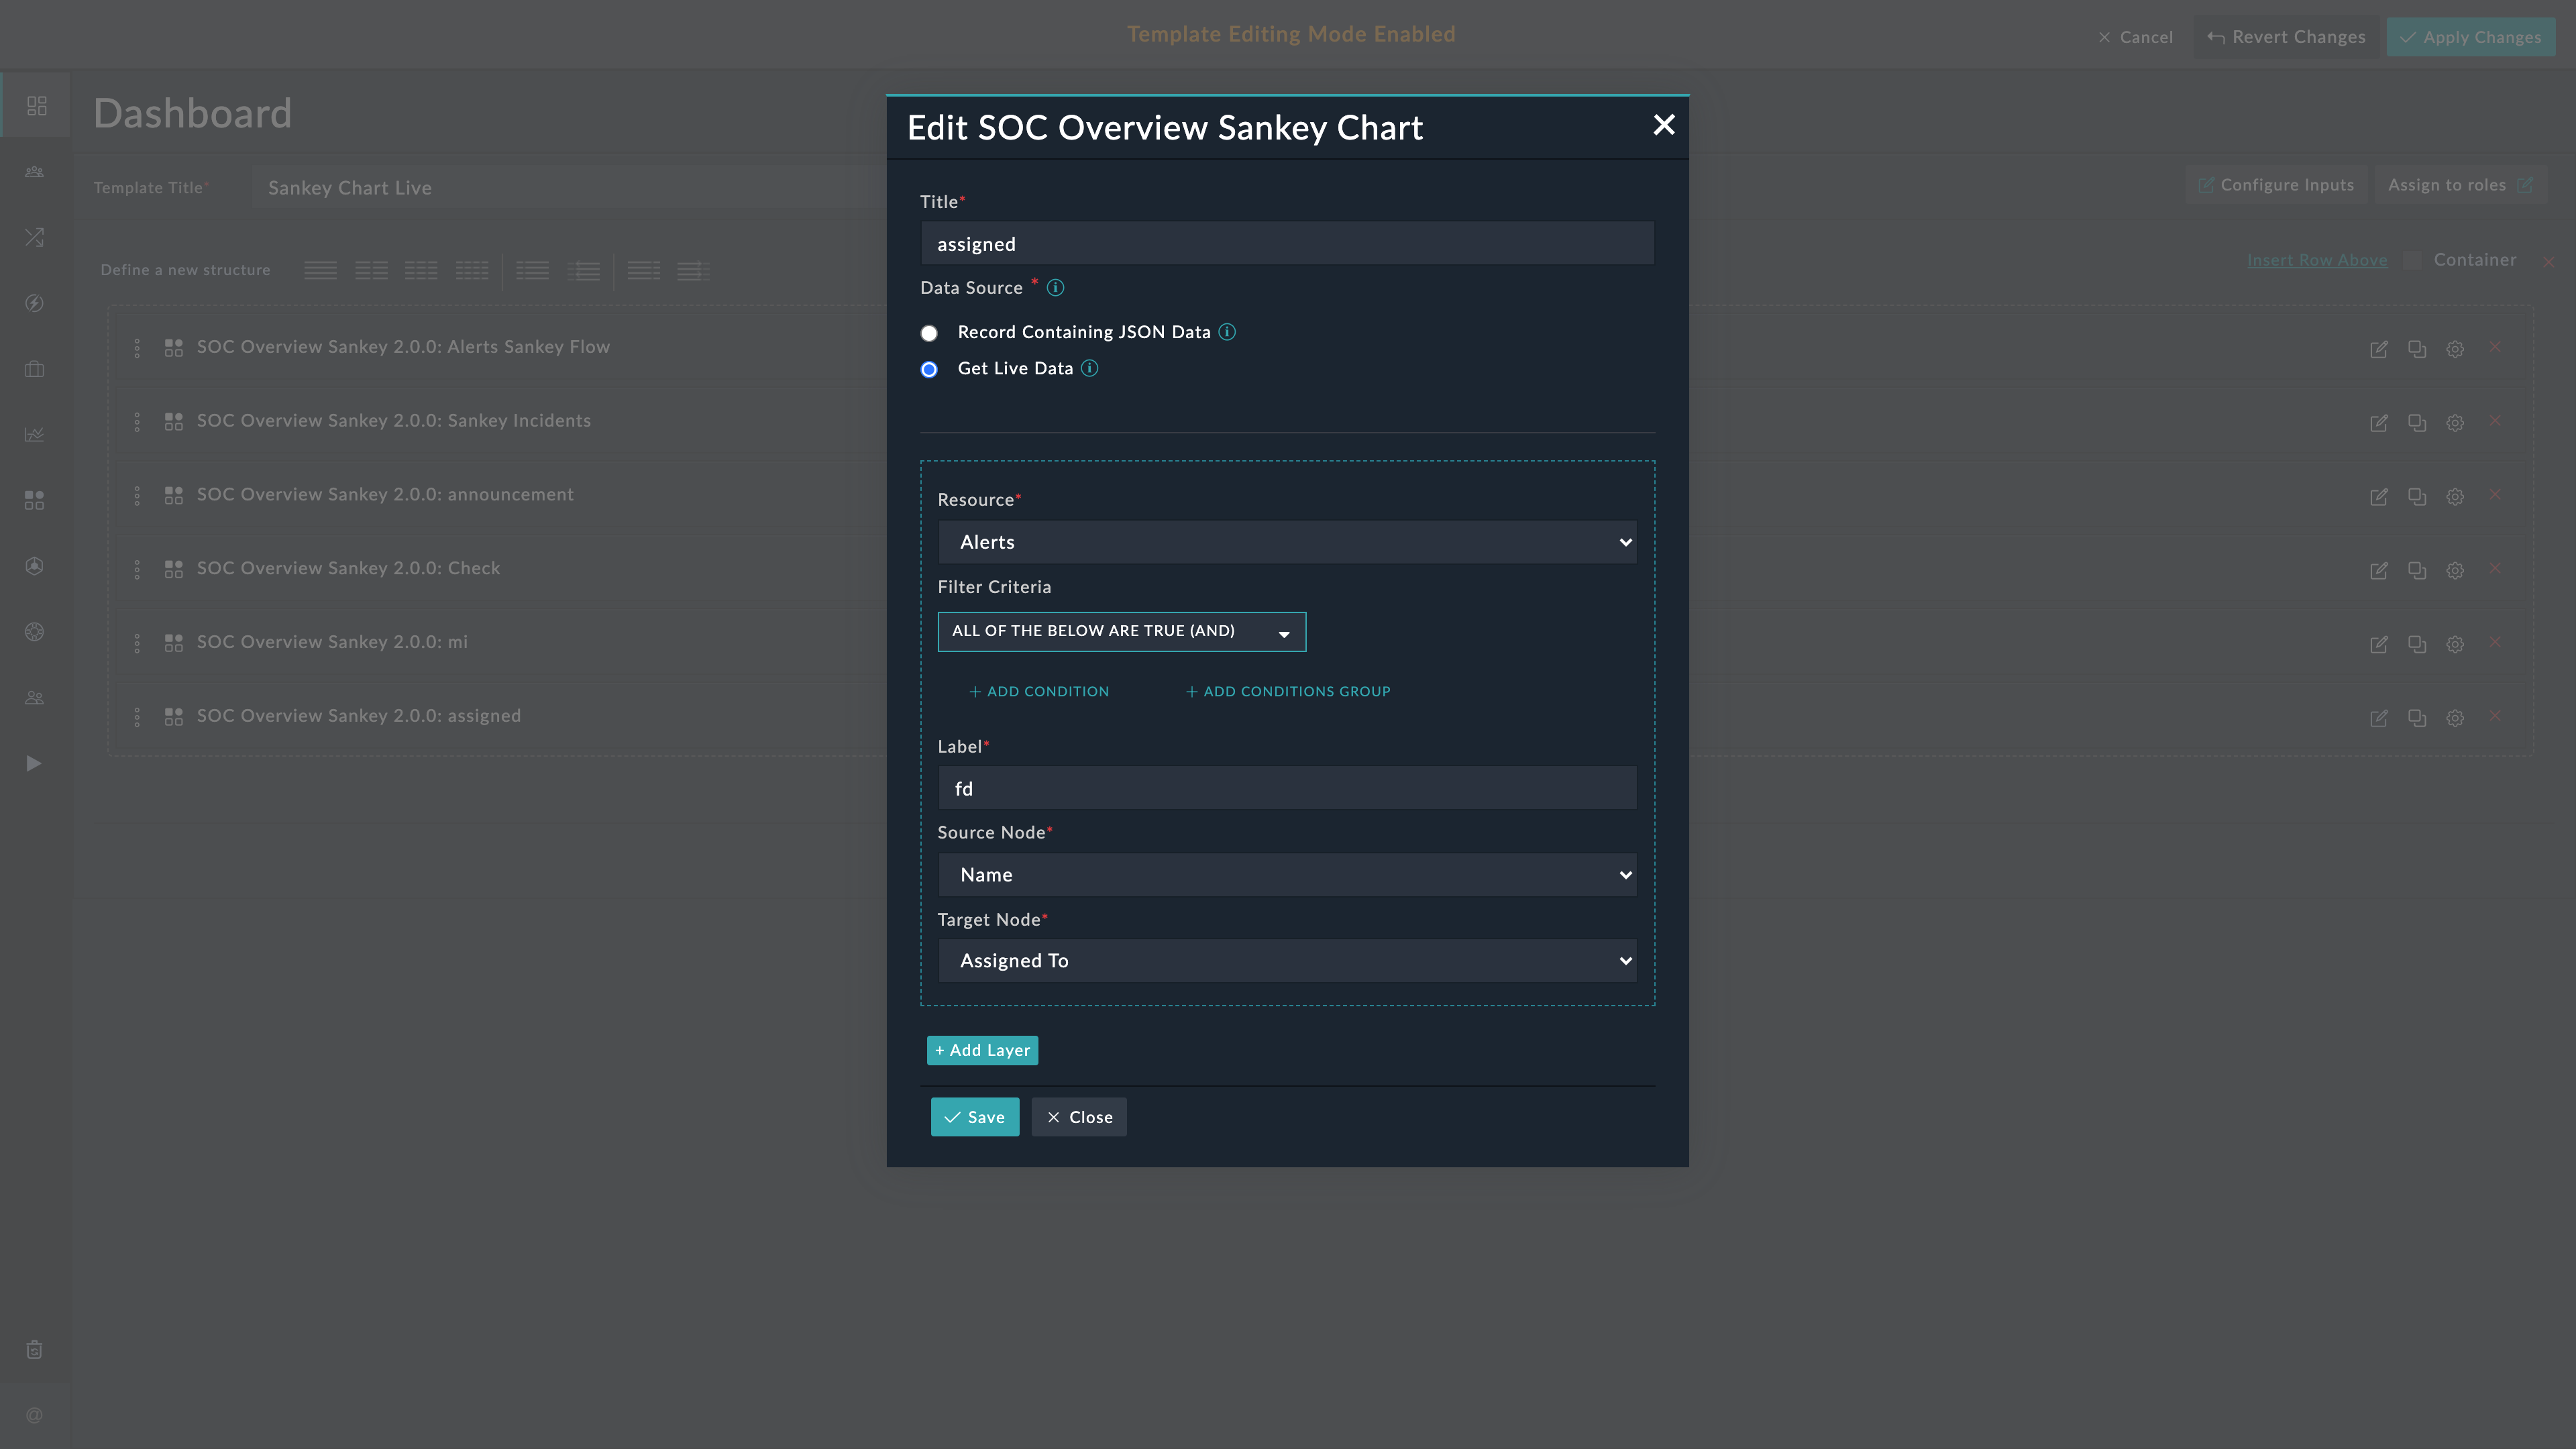 Template Editing Mode Enabled
Cancel
Revert Changes
Apply Changes
Dashboard
Template Title*
Sankey Chart Live
Configure Inputs
Assign to roles
Define a new structure
Insert Row Above
Container
SOC Overview Sankey 2.0.0: Alerts Sankey Flow
SOC Overview Sankey 2.0.0: Sankey Incidents
SOC Overview Sankey 2.0.0: announcement
SOC Overview Sankey 2.0.0: Check
SOC Overview Sankey 2.0.0: mi
SOC Overview Sankey 2.0.0: assigned
Edit SOC Overview Sankey Chart
Title*
assigned
Data Source *
Record Containing JSON Data
Get Live Data
Resource*
Alerts
Filter Criteria
ALL OF THE BELOW ARE TRUE (AND)
+ ADD CONDITION
+ ADD CONDITIONS GROUP
Label*
fd
Source Node*
Name
Target Node*
Assigned To
+ Add Layer
Save
Close